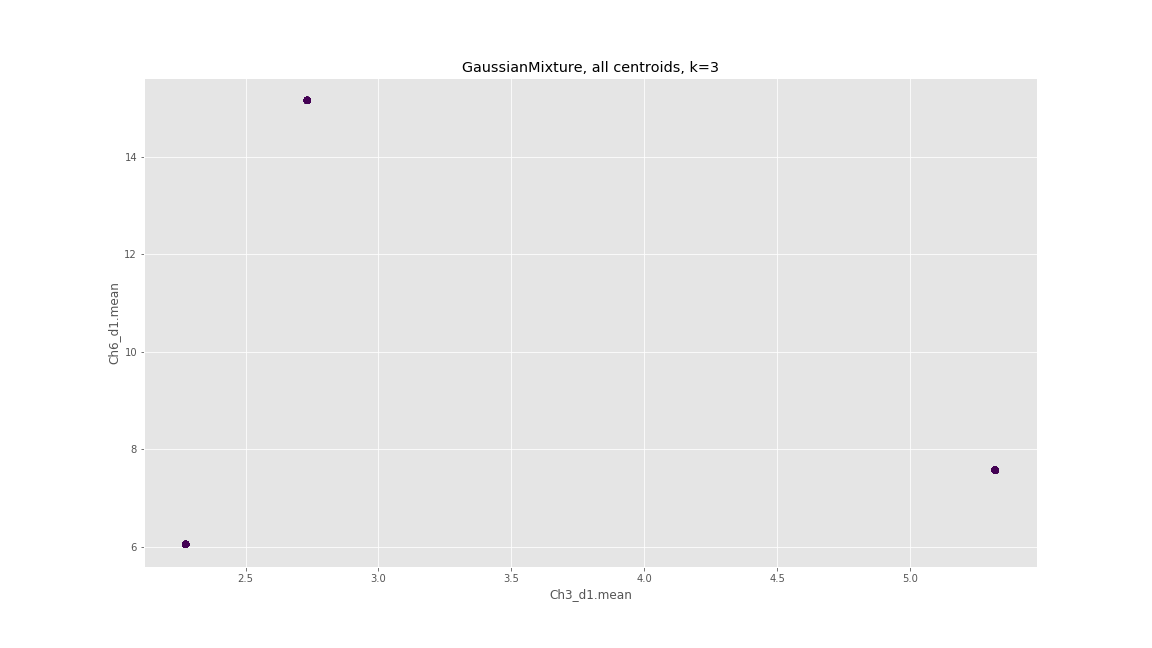 GaussianMixture, all centroids, k=3
14
12
10
8
6
Ch6_d1.mean
2.5 3.0 3.5 4.0 4.5 5.0
Ch3_d1.mean